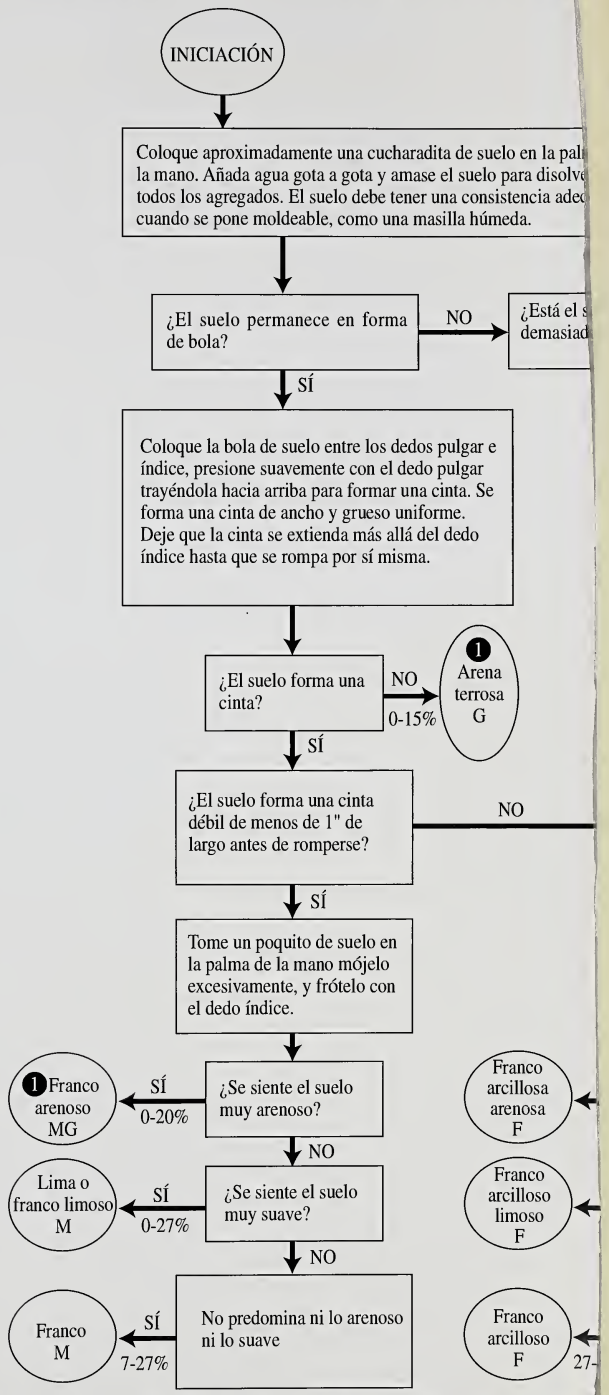 INICIACIÓN
Coloque aproximadamente una cucharadita de suelo en la
la mano. Añada agua gota a gota y amase el suelo para
todos los agregados. El suelo debe tener una consistencia
cuando se pone moldeable, como una masilla húmeda.
¿El suelo permanece en forma
de bola?
NO
¿Está el
SÍ
Coloque la bola de suelo entre los dedos pulgar e
índice, presione suavemente con el dedo pulgar
trayéndola hacia arriba para formar una cinta. Se
forma una cinta de ancho y grueso uniforme.
Deje que la cinta se extienda más allá del dedo
índice hasta que se rompa por sí misma.
¿El suelo forma una
cinta?
NO
0-15%
1
Arena
terrosa
G
SÍ
¿El suelo forma una cinta
débil de menos de 1" de
largo antes de romperse?
NO
SÍ
Tome un poquito de suelo en
la palma de la mano mójelo
excesivamente, y frótelo con
el dedo índice.
¿Se siente el suelo
muy arenoso?
SÍ
0-20%
1 Franco
arenoso
MG
Franco
arcillosa
arenosa
F
NO
¿Se siente el suelo
muy suave?
SÍ
0-27%
Lima o
franco limoso
M
Franco
arcilloso
limoso
F
NO
No predomina ni lo arenoso
ni lo suave
SÍ
7-27%
Franco
M
Franco
arcilloso
F
27-